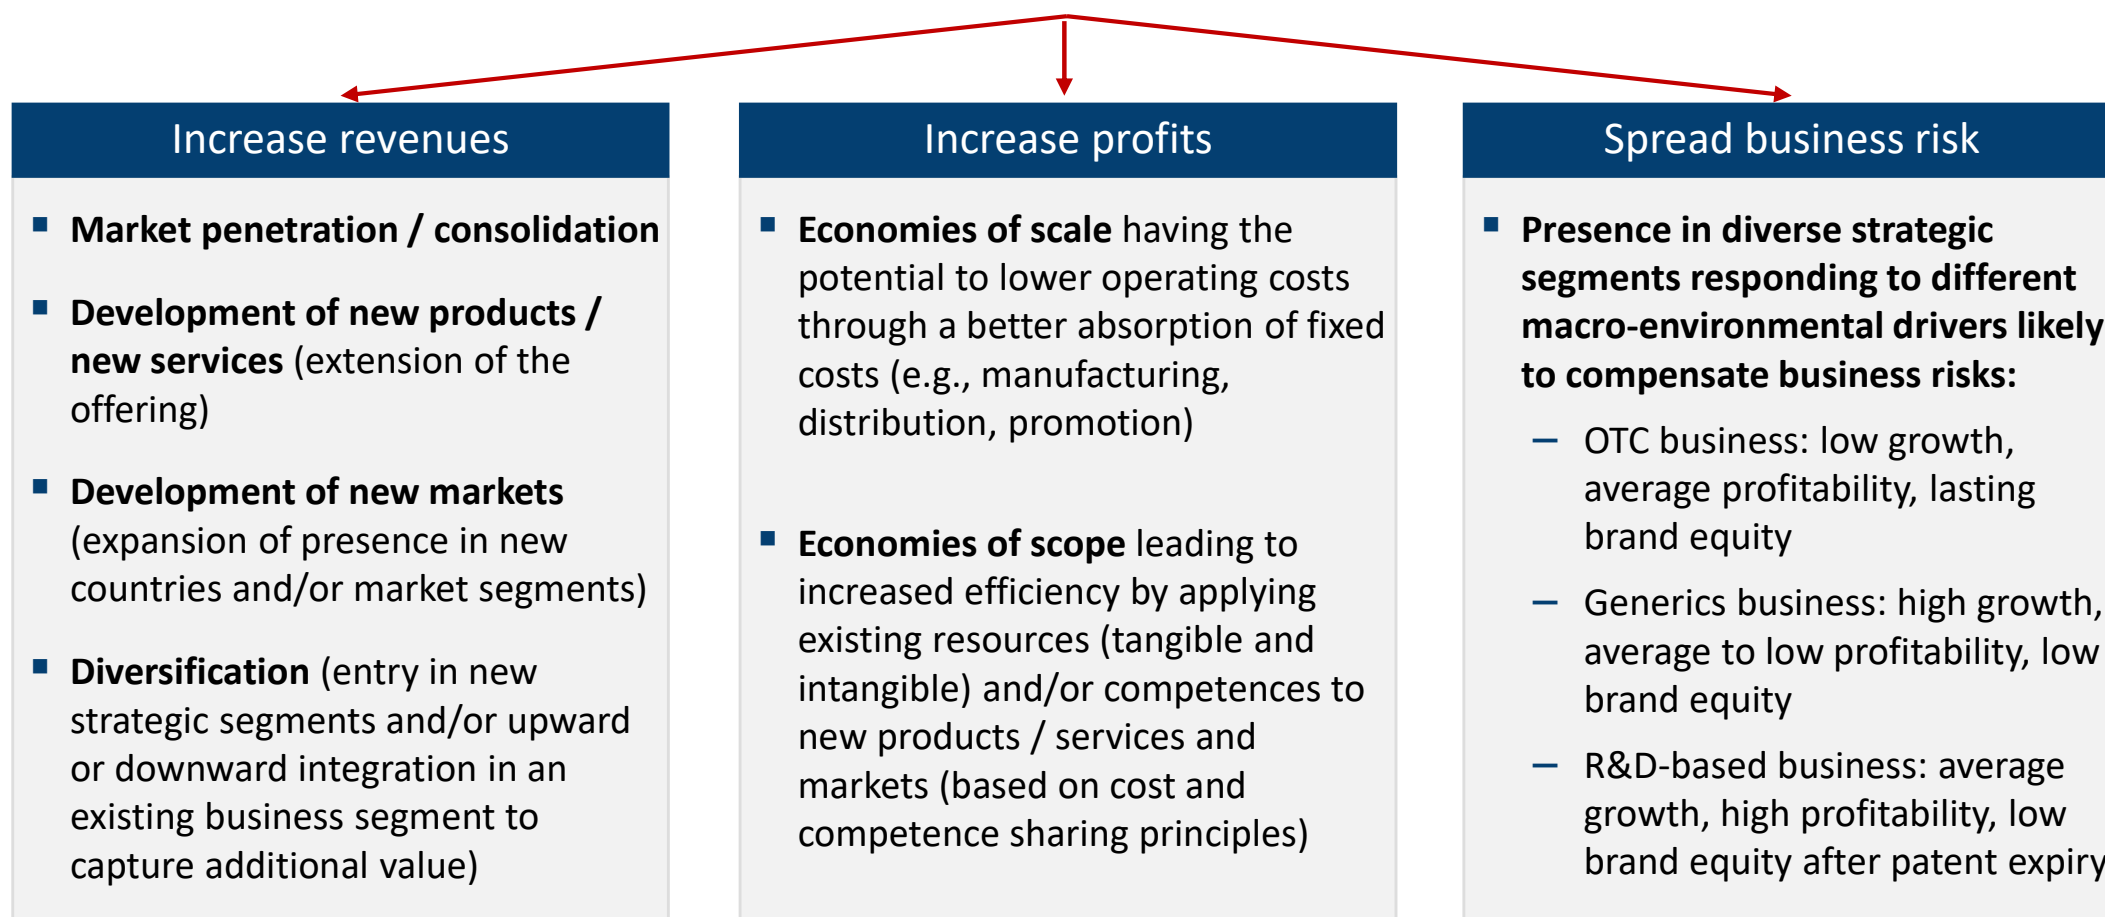 Increase revenues
▪ Market penetration / consolidation
▪ Development of new products /
new services (extension of the
offering)
▪ Development of new markets
(expansion of presence in new
countries and/or market segments)
▪ Diversification (entry in new
strategic segments and/or upward
or downward integration in an
existing business segment to
capture additional value)
Increase profits
▪ Economies of scale having the
potential to lower operating costs
through a better absorption of fixed
costs (e.g., manufacturing,
distribution, promotion)
▪ Economies of scope leading to
increased efficiency by applying
existing resources (tangible and
intangible) and/or competences to
new products / services and
markets (based on cost and
competence sharing principles)
Spread business risk
▪ Presence in diverse strategic
segments responding to different
macro-environmental drivers likely
to compensate business risks:
– OTC business: low growth,
average profitability, lasting
brand equity
– Generics business: high growth,
average to low profitability, low
brand equity
– R&D-based business: average
growth, high profitability, low
brand equity after patent expiry